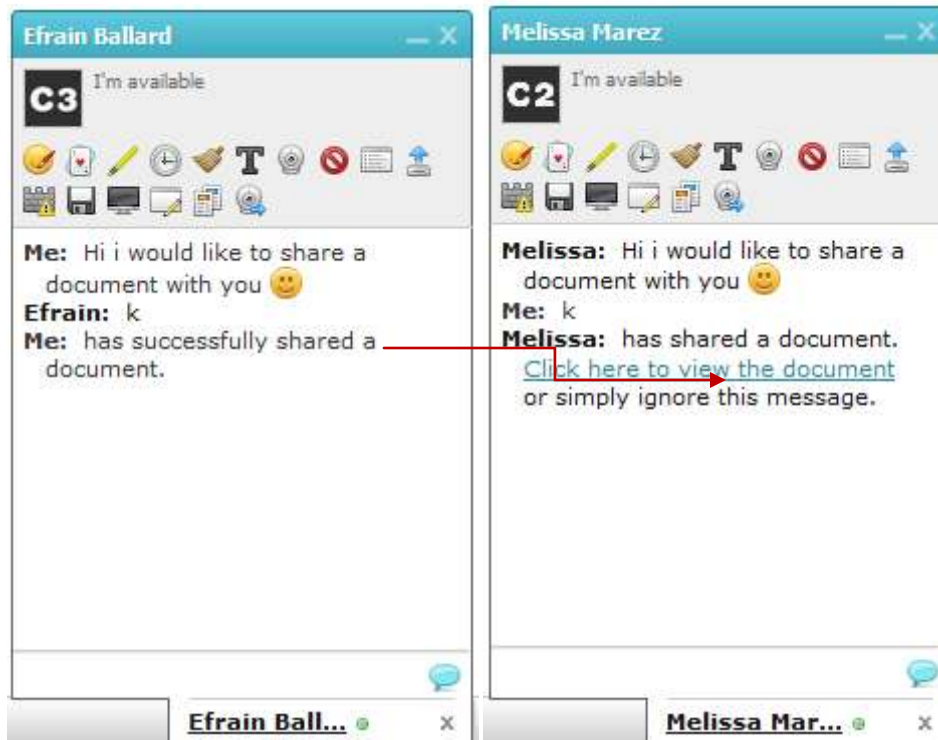 Efrain Ballard
C3
I'm available
T
Me: Hi i would like to share a
document with you
Efrain: k
Me: has successfully shared a
document.
Efrain Ball...
x
Melissa Marez
C2
I'm available
T
Melissa: Hi i would like to share a
document with you
Me: k
Melissa: has shared a document.
Click here to view the document
or simply ignore this message.
Melissa Mar...
x